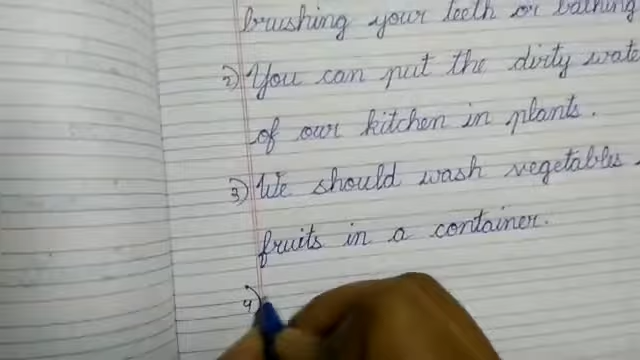 brushing your teeth or bathing
2) You can put the dirty wate
of our kitchen in plants.
3) We should wash vegetables
fruits in a container.
4)